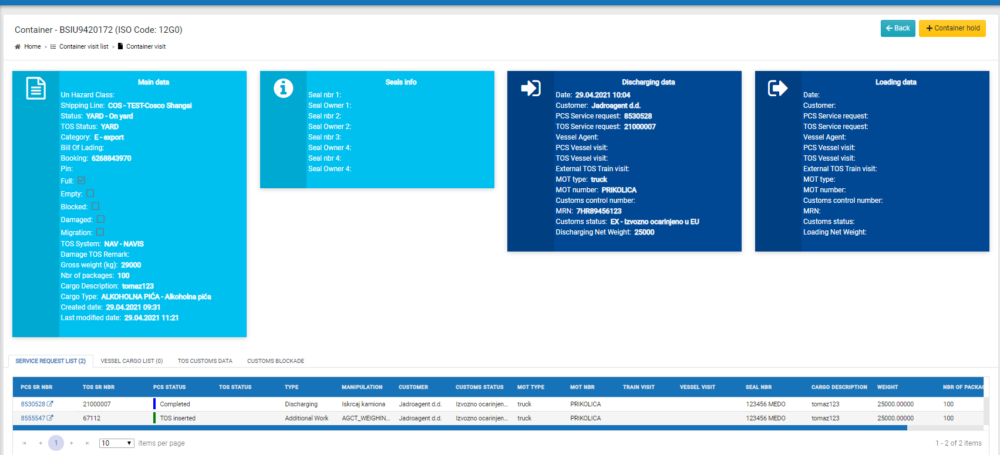 Container - BSIU9420172 (ISO Code: 12G0)
Back
Container hold
Home > Container visit list > Container visit
Main data
Un Hazard Class:
Shipping Line: COS - TEST-Cosco Shangai
Status: YARD - On yard
TOS Status: YARD
Category: E - export
Bill Of Lading:
Booking: 6268843970
Pin:
Full:
Empty:
Blocked:
Damaged:
Migration:
TOS System: NAV - NAVIS
Damage TOS Remark:
Gross weight (kg): 29000
Nbr of packages: 100
Cargo Description: tomaz123
Cargo Type: ALKOHOLNA PIĆA - Alkoholna pića
Created date: 29.04.2021 09:31
Last modified date: 29.04.2021 11:21
Seals info
Seal nbr 1:
Seal Owner 1:
Seal nbr 2:
Seal Owner 2:
Seal nbr 3:
Seal Owner 4:
Seal nbr 4:
Seal Owner 4:
Discharging data
Date: 29.04.2021 10:04
Customer: Jadroagent d.d.
PCS Service request: 8530528
TOS Service request: 21000007
Vessel Agent:
PCS Vessel visit:
TOS Vessel visit:
External TOS Train visit:
MOT type: truck
MOT number: PRIKOLICA
Customs control number:
MRN: 7HR89456123
Customs status: EX - Izvozno ocarinjeno u EU
Discharging Net Weight: 25000
Loading data
Date:
Customer:
PCS Service request:
TOS Service request:
Vessel Agent:
PCS Vessel visit:
TOS Vessel visit:
External TOS Train visit:
MOT type:
MOT number:
Customs control number:
MRN:
Customs status:
Loading Net Weight:
SERVICE REQUEST LIST (2) VESSEL CARGO LIST (0) TOS CUSTOMS DATA CUSTOMS BLOCKADE
PCS SR NBR TOS SR NBR PCS STATUS TOS STATUS TYPE MANIPULATION CUSTOMER CUSTOMS STATUS MOT TYPE MOT NBR TRAIN VISIT VESSEL VISIT SEAL NBR CARGO DESCRIPTION WEIGHT NBR OF PACKAG
8530528 21000007 Completed Discharging Iskrcaj kamiona Jadroagent d.d. Izvozno ocarinjen... truck PRIKOLICA 123456 MEDO tomaz123 25000.00000 100
8555547 67112 TOS inserted Additional Work AGCT_WEIGHIN... Jadroagent d.d. Izvozno ocarinjen... truck PRIKOLICA 123456 MEDO tomaz123 25000.00000 100
1 10 items per page 1 - 2 of 2 items